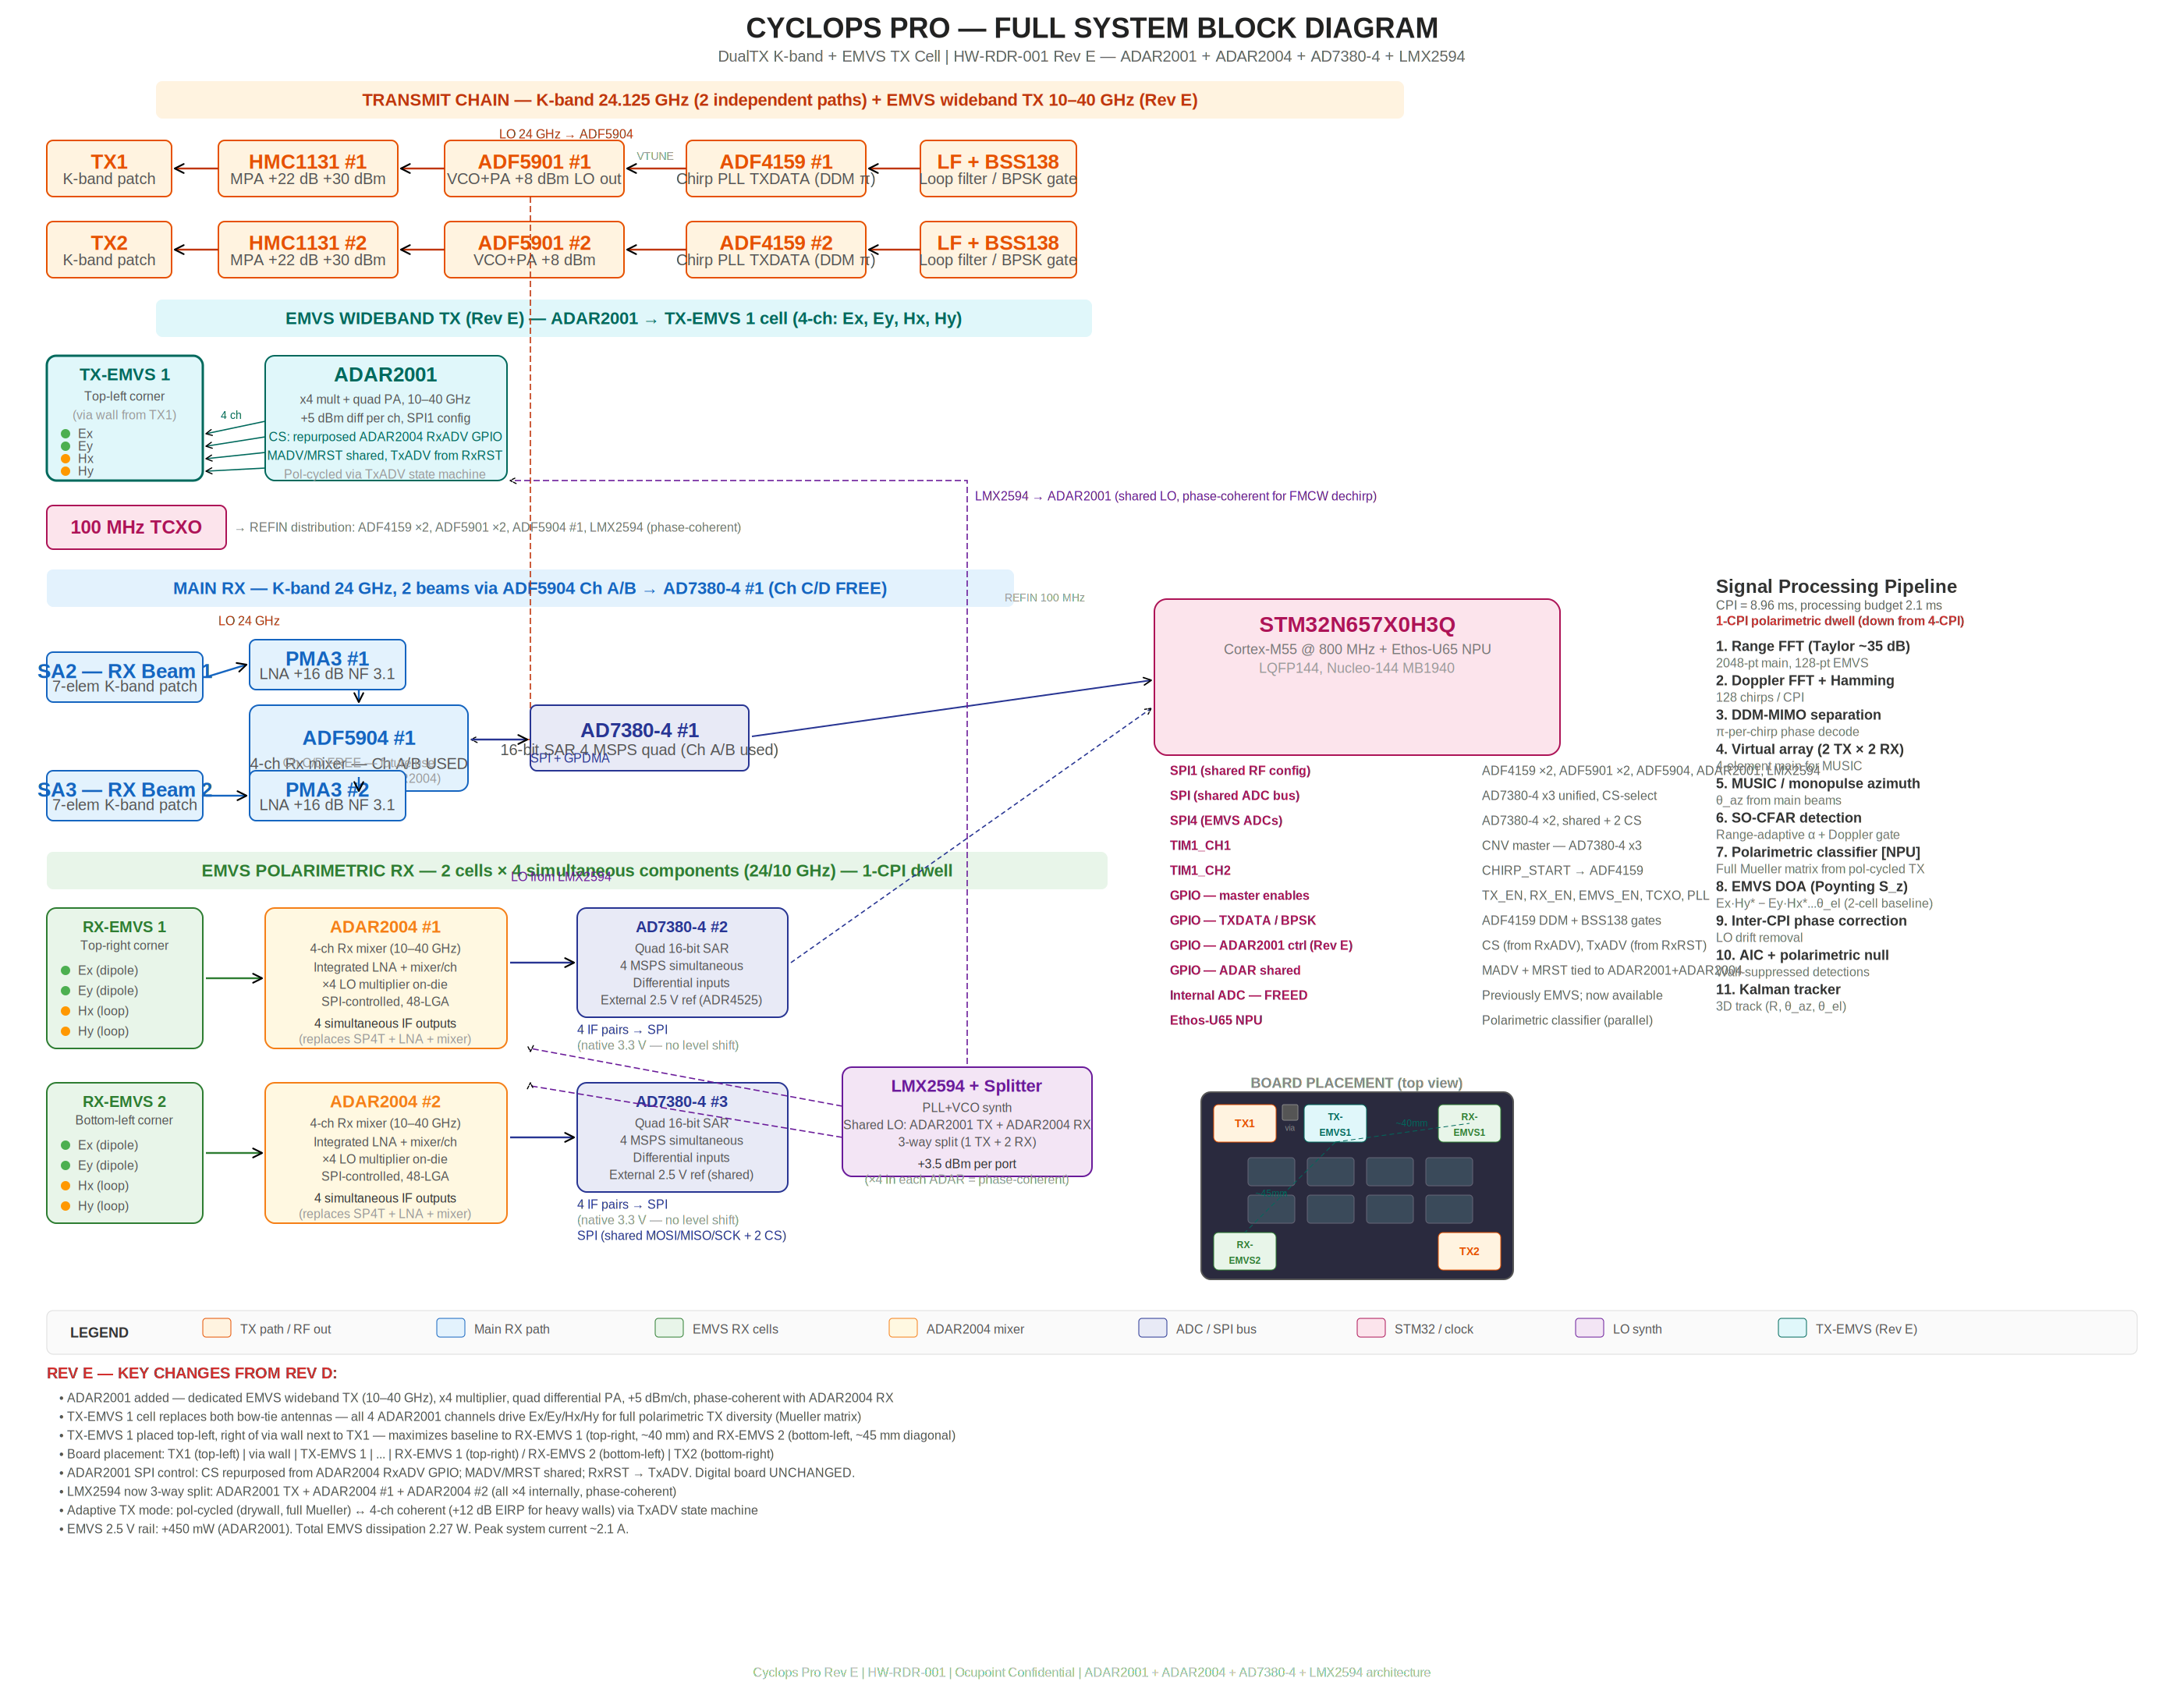 CYCLOPS PRO — FULL SYSTEM BLOCK DIAGRAM
DualTX K-band + EMVS TX Cell | HW-RDR-001 Rev E — ADAR2001 + ADAR2004 + AD7380-4 + LMX2594
TRANSMIT CHAIN — K-band 24.125 GHz (2 independent paths) + EMVS wideband TX 10–40 GHz (Rev E)
LO 24 GHz → ADF5904
TX1
K-band patch
HMC1131 #1
MPA +22 dB +30 dBm
ADF5901 #1
VCO+PA +8 dBm LO out
VTUNE
ADF4159 #1
Chirp PLL TXDATA (DDM π)
LF + BSS138
Loop filter / BPSK gate
TX2
K-band patch
HMC1131 #2
MPA +22 dB +30 dBm
ADF5901 #2
VCO+PA +8 dBm
ADF4159 #2
Chirp PLL TXDATA (DDM π)
LF + BSS138
Loop filter / BPSK gate
EMVS WIDEBAND TX (Rev E) — ADAR2001 → TX-EMVS 1 cell (4-ch: Ex, Ey, Hx, Hy)
TX-EMVS 1
Top-left corner
(via wall from TX1)
Ex
Ey
Hx
Hy
4 ch
ADAR2001
x4 mult + quad PA, 10–40 GHz
+5 dBm diff per ch, SPI1 config
CS: repurposed ADAR2004 RxADV GPIO
MADV/MRST shared, TxADV from RxRST
Pol-cycled via TxADV state machine
LMX2594 → ADAR2001 (shared LO, phase-coherent for FMCW dechirp)
100 MHz TCXO
→ REFIN distribution: ADF4159 ×2, ADF5901 ×2, ADF5904 #1, LMX2594 (phase-coherent)
MAIN RX — K-band 24 GHz, 2 beams via ADF5904 Ch A/B → AD7380-4 #1 (Ch C/D FREE)
REFIN 100 MHz
LO 24 GHz
SA2 — RX Beam 1
7-elem K-band patch
PMA3 #1
LNA +16 dB NF 3.1
ADF5904 #1
4-ch Rx mixer — Ch A/B USED
2004)
AD7380-4 #1
16-bit SAR 4 MSPS quad (Ch A/B used)
SPI + GPDMA
SA3 — RX Beam 2
7-elem K-band patch
PMA3 #2
LNA +16 dB NF 3.1
STM32N657X0H3Q
Cortex-M55 @ 800 MHz + Ethos-U65 NPU
LQFP144, Nucleo-144 MB1940
SPI1 (shared RF config)
ADF4159 ×2, ADF5901 ×2, ADF5904, ADAR2001, LMX2594
SPI (shared ADC bus)
AD7380-4 x3 unified, CS-select
SPI4 (EMVS ADCs)
AD7380-4 ×2, shared + 2 CS
TIM1_CH1
CNV master — AD7380-4 x3
TIM1_CH2
CHIRP_START → ADF4159
GPIO — master enables
TX_EN, RX_EN, EMVS_EN, TCXO, PLL
GPIO — TXDATA / BPSK
ADF4159 DDM + BSS138 gates
GPIO — ADAR2001 ctrl (Rev E)
CS (from RxADV), TxADV (from RxRST)
GPIO — ADAR shared
MADV + MRST tied to ADAR2001+ADAR2004
Internal ADC — FREED
Previously EMVS; now available
Ethos-U65 NPU
Polarimetric classifier (parallel)
Signal Processing Pipeline
CPI = 8.96 ms, processing budget 2.1 ms
1-CPI polarimetric dwell (down from 4-CPI)
1. Range FFT (Taylor ~35 dB)
2048-pt main, 128-pt EMVS
2. Doppler FFT + Hamming
128 chirps / CPI
3. DDM-MIMO separation
π-per-chirp phase decode
4. Virtual array (2 TX × 2 RX)
4-element main for MUSIC
5. MUSIC / monopulse azimuth
θ_az from main beams
6. SO-CFAR detection
Range-adaptive α + Doppler gate
7. Polarimetric classifier [NPU]
Full Mueller matrix from pol-cycled TX
8. EMVS DOA (Poynting S_z)
Ex·Hy* − Ey·Hx*...θ_el (2-cell baseline)
9. Inter-CPI phase correction
LO drift removal
10. AIC + polarimetric null
Wall-suppressed detections
11. Kalman tracker
3D track (R, θ_az, θ_el)
EMVS POLARIMETRIC RX — 2 cells × 4 simultaneous components (24/10 GHz) — 1-CPI dwell
LO from LMX2594
RX-EMVS 1
Top-right corner
Ex (dipole)
Ey (dipole)
Hx (loop)
Hy (loop)
ADAR2004 #1
4-ch Rx mixer (10–40 GHz)
Integrated LNA + mixer/ch
×4 LO multiplier on-die
SPI-controlled, 48-LGA
4 simultaneous IF outputs
(replaces SP4T + LNA + mixer)
AD7380-4 #2
Quad 16-bit SAR
4 MSPS simultaneous
Differential inputs
External 2.5 V ref (ADR4525)
4 IF pairs → SPI
(native 3.3 V — no level shift)
RX-EMVS 2
Bottom-left corner
Ex (dipole)
Ey (dipole)
Hx (loop)
Hy (loop)
ADAR2004 #2
4-ch Rx mixer (10–40 GHz)
Integrated LNA + mixer/ch
×4 LO multiplier on-die
SPI-controlled, 48-LGA
4 simultaneous IF outputs
(replaces SP4T + LNA + mixer)
AD7380-4 #3
Quad 16-bit SAR
4 MSPS simultaneous
Differential inputs
External 2.5 V ref (shared)
4 IF pairs → SPI
(native 3.3 V — no level shift)
SPI (shared MOSI/MISO/SCK + 2 CS)
LMX2594 + Splitter
PLL+VCO synth
Shared LO: ADAR2001 TX + ADAR2004 RX
3-way split (1 TX + 2 RX)
+3.5 dBm per port
(×4 in each ADAR = phase-coherent)
BOARD PLACEMENT (top view)
TX1
via
TX-
EMVS1
~40mm
RX-
EMVS1
~45mm
RX-
EMVS2
TX2
LEGEND
TX path / RF out
Main RX path
EMVS RX cells
ADAR2004 mixer
ADC / SPI bus
STM32 / clock
LO synth
TX-EMVS (Rev E)
REV E — KEY CHANGES FROM REV D:
• ADAR2001 added — dedicated EMVS wideband TX (10–40 GHz), x4 multiplier, quad differential PA, +5 dBm/ch, phase-coherent with ADAR2004 RX
• TX-EMVS 1 cell replaces both bow-tie antennas — all 4 ADAR2001 channels drive Ex/Ey/Hx/Hy for full polarimetric TX diversity (Mueller matrix)
• TX-EMVS 1 placed top-left, right of via wall next to TX1 — maximizes baseline to RX-EMVS 1 (top-right, ~40 mm) and RX-EMVS 2 (bottom-left, ~45 mm diagonal)
• Board placement: TX1 (top-left) | via wall | TX-EMVS 1 | ... | RX-EMVS 1 (top-right) / RX-EMVS 2 (bottom-left) | TX2 (bottom-right)
• ADAR2001 SPI control: CS repurposed from ADAR2004 RxADV GPIO; MADV/MRST shared; RxRST → TxADV. Digital board UNCHANGED.
• LMX2594 now 3-way split: ADAR2001 TX + ADAR2004 #1 + ADAR2004 #2 (all ×4 internally, phase-coherent)
• Adaptive TX mode: pol-cycled (drywall, full Mueller) ↔ 4-ch coherent (+12 dB EIRP for heavy walls) via TxADV state machine
• EMVS 2.5 V rail: +450 mW (ADAR2001). Total EMVS dissipation 2.27 W. Peak system current ~2.1 A.
Cyclops Pro Rev E | HW-RDR-001 | Ocupoint Confidential | ADAR2001 + ADAR2004 + AD7380-4 + LMX2594 architecture